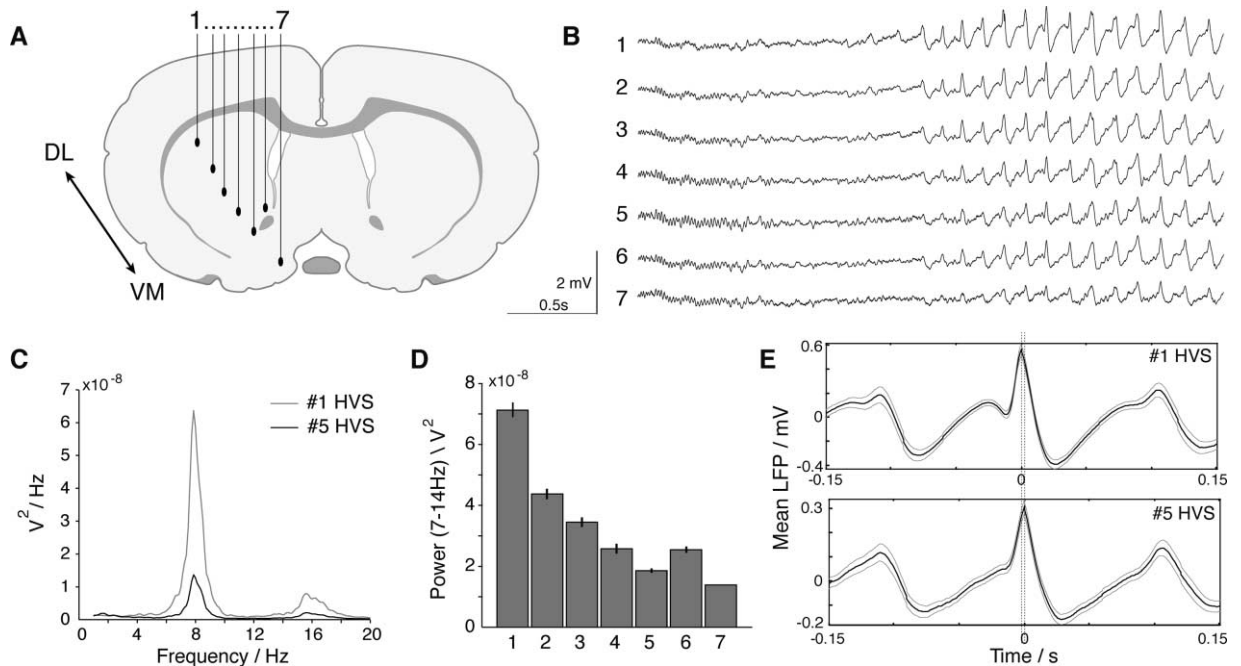 A
1..........7
DL
VM
2 mV
0.5s
B
1
2
3
4
5
6
7
C
x10-8
7
6
5
4
3
2
1
0
V2/ Hz
#1 HVS
#5 HVS
0 4 8 12 16 20
Frequency / Hz
D
x10-8
8
6
4
2
0
Power (7-14Hz) \ V2
1 2 3 4 5 6 7
E
Mean LFP / mV
0.6
0
-0.4
#1 HVS
-0.15 0 0.15
0.3
0
-0.2
#5 HVS
-0.15 0 0.15
Time / s